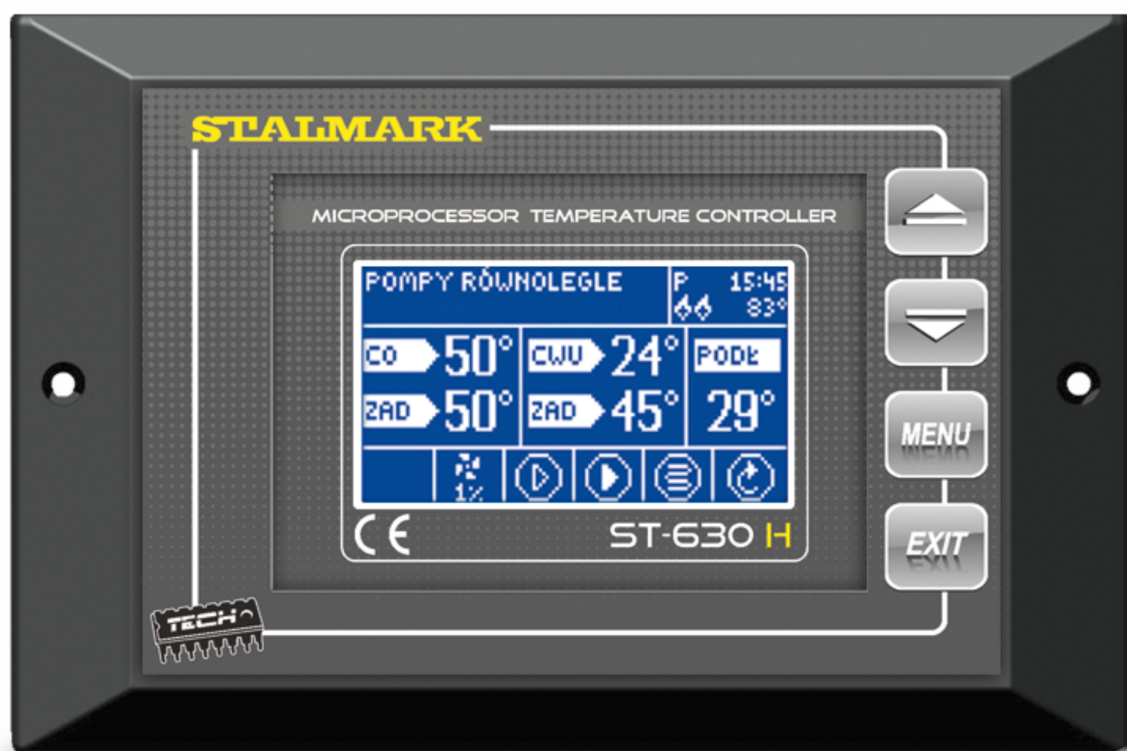 STALMARK
MICROPROCESSOR TEMPERATURE CONTROLLER
POMPY RÓWNOLEGLE
P 15:45
83°
CO 50° CWU 24° PODŁ
ZAD 50° ZAD 45° 29°
1%
CE ST-630 H
MENU
EXIT
TECH